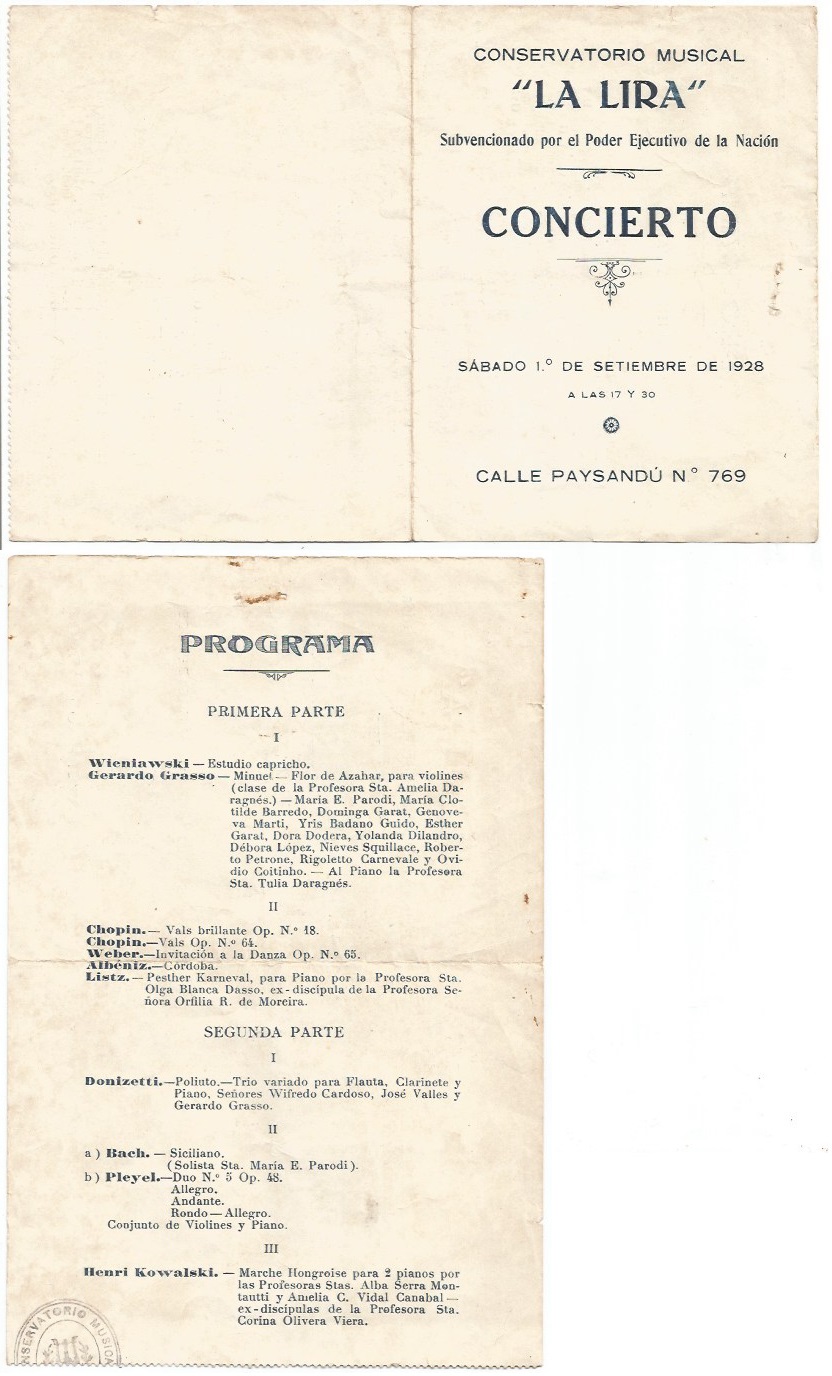 CONSERVATORIO MUSICAL
"LA LIRA"
Subvencionado por el Poder Ejecutivo de la Nación
CONCIERTO
SÁBADO 1.º DE SETIEMBRE DE 1928
A LAS 17 Y 30
CALLE PAYSANDÚ Nº 769
PROGRAMA
PRIMERA PARTE
I
Wieniawski — Estudio capricho.
Gerardo Grasso — Minuet — Flor de Azahar, para violines
(clase de la Profesora Sta. Amelia Da-
ragnés.) — María E. Parodi, María Clo-
tilde Barredo, Dominga Garat, Genove-
va Marti, Yris Badano Guido, Esther
Garat, Dora Dodera, Yolanda Dilandro,
Débora López, Nieves Squillace, Rober-
to Petrone, Rigoletto Carnevale y Ovi-
dio Coitinho. — Al Piano la Profesora
Sta. Tulia Daragnés.
II
Chopin.— Vals brillante Op. N.º 18.
Chopin.—Vals Op. N.º 64.
Weber.—Invitación a la Danza Op. N.º 65.
Albéniz.—Córdoba.
Listz. — Pesther Karneval, para Piano por la Profesora Sta.
Olga Blanca Dasso, ex-discípula de la Profesora Se-
ñora Orfilia R. de Moreira.
SEGUNDA PARTE
I
Donizetti.—Poliuto.—Trio variado para Flauta, Clarinete y
Piano, Señores Wifredo Cardoso, José Valles y
Gerardo Grasso.
II
a) Bach. — Siciliano.
(Solista Sta. María E. Parodi).
b) Pleyel.—Duo N.º 5 Op. 48.
Allegro.
Andante.
Rondo — Allegro.
Conjunto de Violines y Piano.
III
Henri Kowalski. — Marche Hongroise para 2 pianos por
las Profesoras Stas. Alba Serra Mon-
tautti y Amelia C. Vidal Canabal —
ex-discípulas de la Profesora Sta.
Corina Olivera Viera.
NSERVATORIO MUSICA